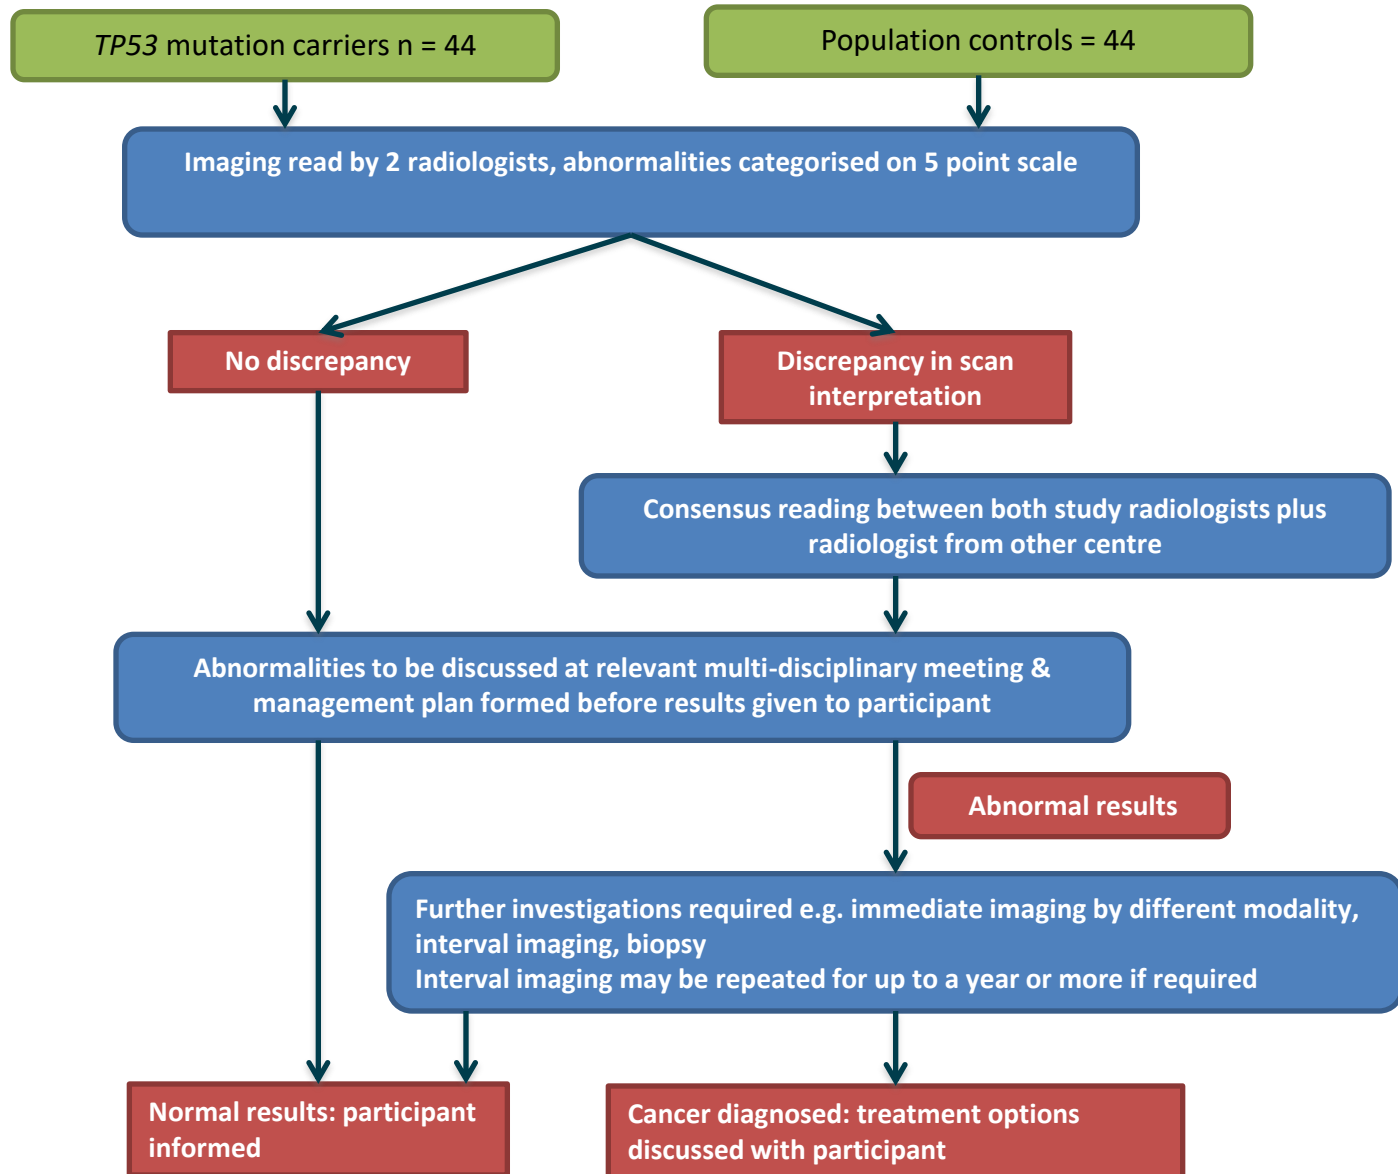 TP53 mutation carriers n = 44
Population controls = 44
Imaging read by 2 radiologists, abnormalities categorised on 5 point scale
No discrepancy
Discrepancy in scan
interpretation
Consensus reading between both study radiologists plus
radiologist from other centre
Abnormalities to be discussed at relevant multi-disciplinary meeting &
management plan formed before results given to participant
Abnormal results
Further investigations required e.g. immediate imaging by different modality,
interval imaging, biopsy
Interval imaging may be repeated for up to a year or more if required
Normal results: participant
informed
Cancer diagnosed: treatment options
discussed with participant